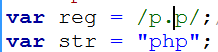 var reg = /p.p/;/
var str = "php";